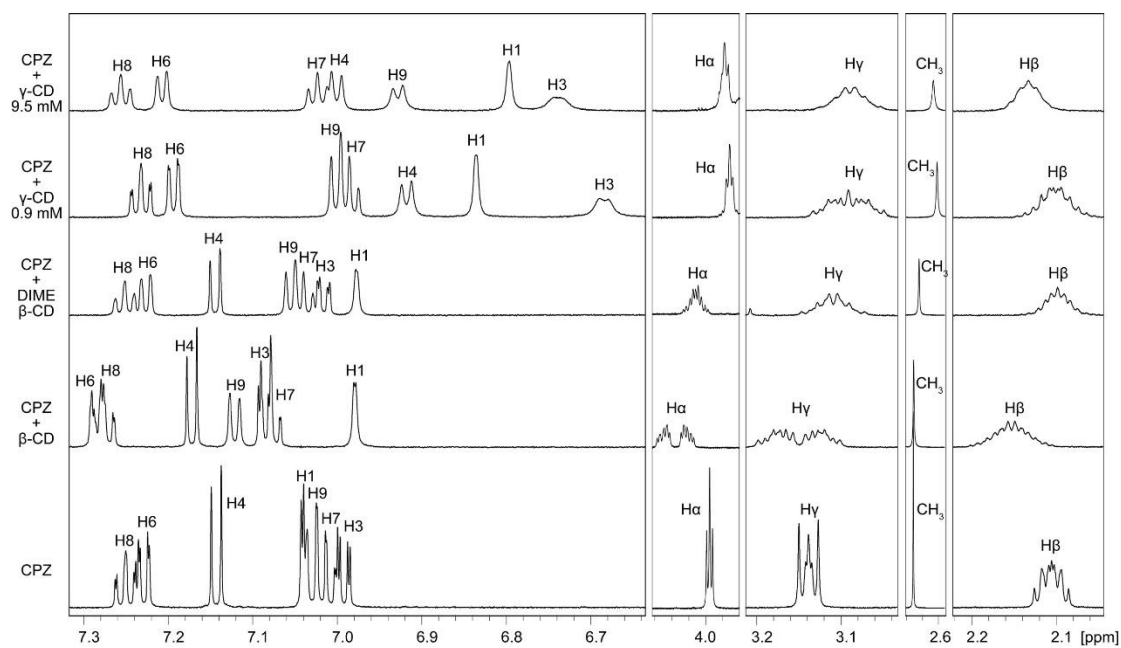 CPZ
+
γ-CD
9.5 mM
H8
H6
H7
H4
H9
H1
H3
Hα
Hγ
CH3
Hβ
CPZ
+
γ-CD
0.9 mM
H8
H6
H9
H7
H4
H1
H3
Hα
Hγ
CH3
Hβ
CPZ
+
DIME
β-CD
H8
H6
H4
H9
H7
H3
H1
Hα
Hγ
CH3
Hβ
CPZ
+
β-CD
H6
H8
H4
H9
H3
H7
H1
Hα
Hγ
CH3
Hβ
CPZ
H8
H6
H4
H1
H9
H7
H3
Hα
Hγ
CH3
Hβ
7.3 7.2 7.1 7.0 6.9 6.8 6.7 4.0 3.2 3.1 2.6 2.2 2.1 [ppm]